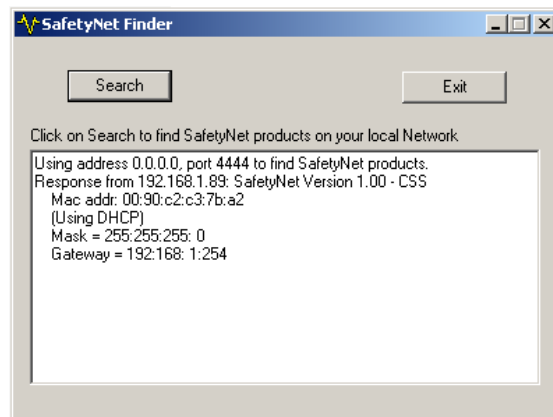 SafetyNet Finder
Search
Exit
Click on Search to find SafetyNet products on your local Network
Using address 0.0.0.0, port 4444 to find SafetyNet products.
Response from 192.168.1.89: SafetyNet Version 1.00 - CSS
Mac addr: 00:90:c2:c3:7b:a2
(Using DHCP)
Mask = 255:255:255: 0
Gateway = 192:168: 1:254